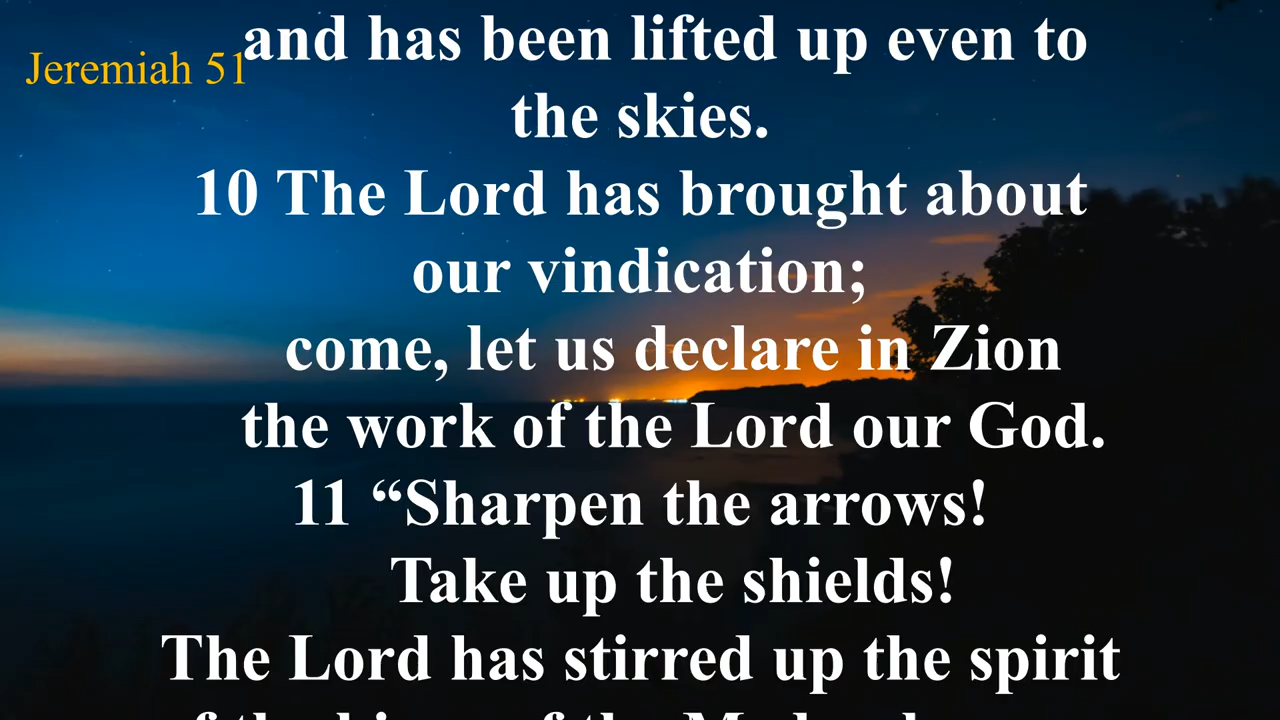 Jeremiah 51
and has been lifted up even to
the skies.
10 The Lord has brought about
our vindication;
come, let us declare in Zion
the work of the Lord our God.
11 “Sharpen the arrows!
Take up the shields!
The Lord has stirred up the spirit